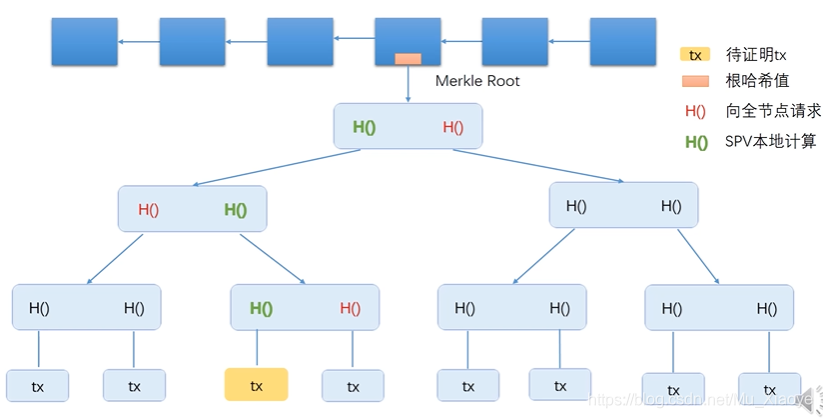 Merkle Root
tx 待证明tx
根哈希值
H() 向全节点请求
H() SPV本地计算
H() H()
H() H() H() H()
H() H() H() H() H() H() H() H()
tx tx tx tx tx tx tx tx
https://blog.csdn.net/Mu_Xiaoye